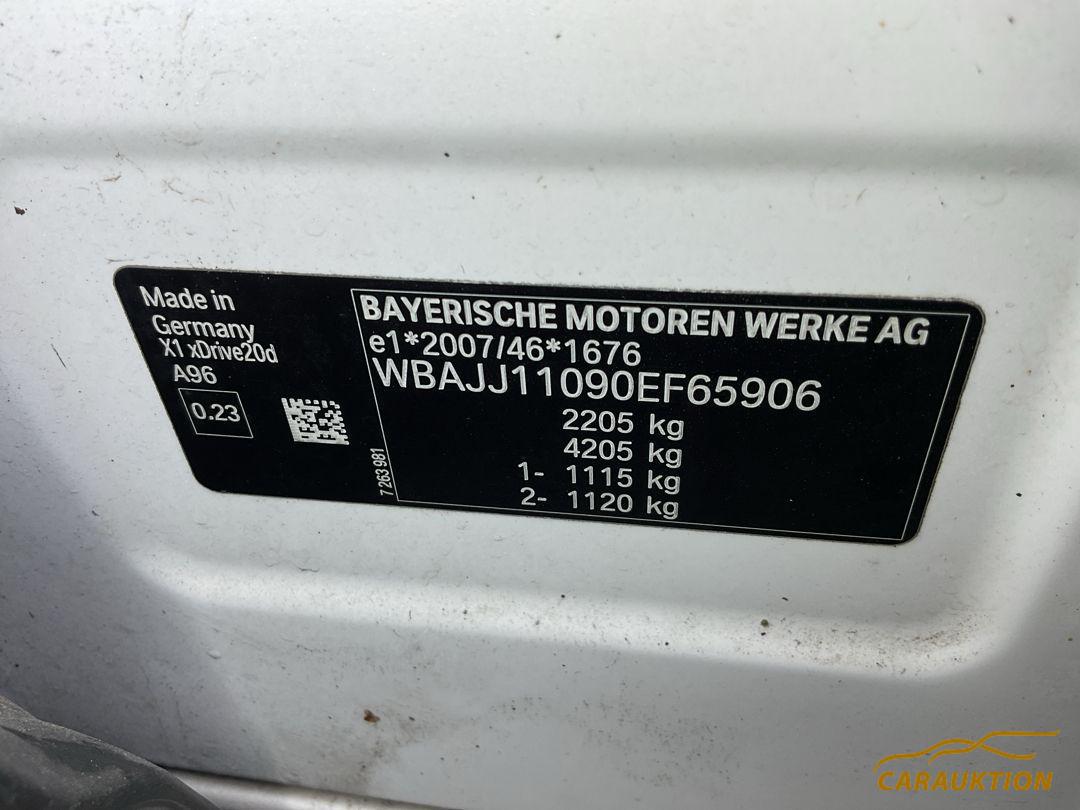 Made in
Germany
X1 xDrive20d
A96
0.23
7 263 981
BAYERISCHE MOTOREN WERKE AG
e1*2007/46*1676
WBAJJ11090EF65906
2205 kg
4205 kg
1- 1115 kg
2- 1120 kg
CARAUKTION